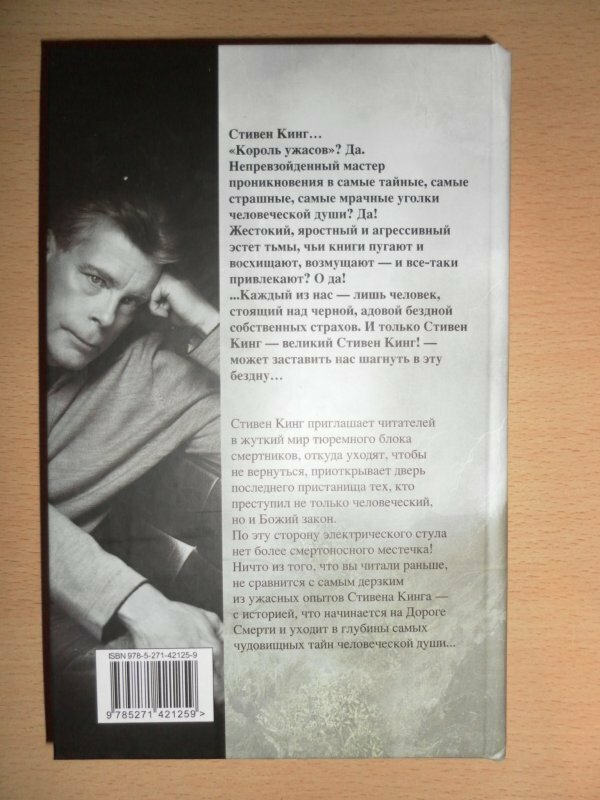 Стивен Кинг…
«Король ужасов»? Да.
Непревзойденный мастер
проникновения в самые тайные, самые
страшные, самые мрачные уголки
человеческой души? Да!
Жестокий, яростный и агрессивный
эстет тьмы, чьи книги пугают и
восхищают, возмущают — и все-таки
привлекают? О да!
...Каждый из нас — лишь человек,
стоящий над черной, адовой бездной
собственных страхов. И только Стивен
Кинг — великий Стивен Кинг! —
может заставить нас шагнуть в эту
бездну…
Стивен Кинг приглашает читателей
в жуткий мир тюремного блока
смертников, откуда уходят, чтобы
не вернуться, приоткрывает дверь
последнего пристанища тех, кто
преступил не только человеческий,
но и Божий закон.
По эту сторону электрического стула
нет более смертоносного местечка!
Ничто из того, что вы читали раньше,
не сравнится с самым дерзким
из ужасных опытов Стивена Кинга —
с историей, что начинается на Дороге
Смерти и уходит в глубины самых
чудовищных тайн человеческой души...
ISBN 978-5-271-42125-9
9 785271 421259 >